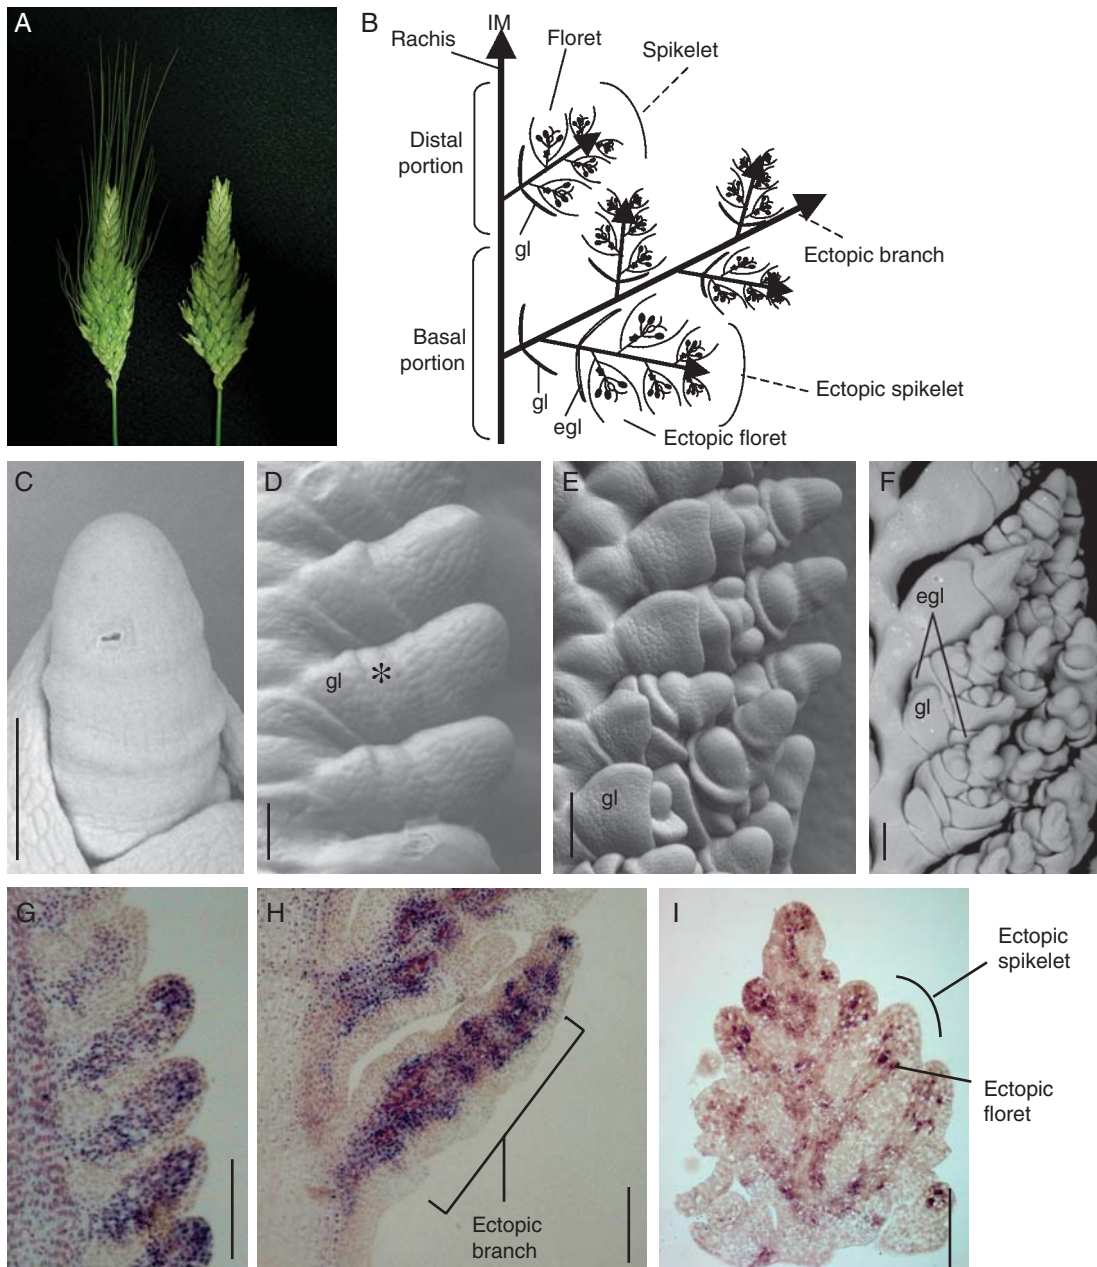 A
B
IM
Rachis
Floret
Spikelet
Distal
portion
gl
Ectopic branch
Basal
portion
gl
egl
Ectopic spikelet
Ectopic floret
C
D
gl
*
E
gl
F
egl
gl
G
H
Ectopic
branch
I
Ectopic
spikelet
Ectopic
floret